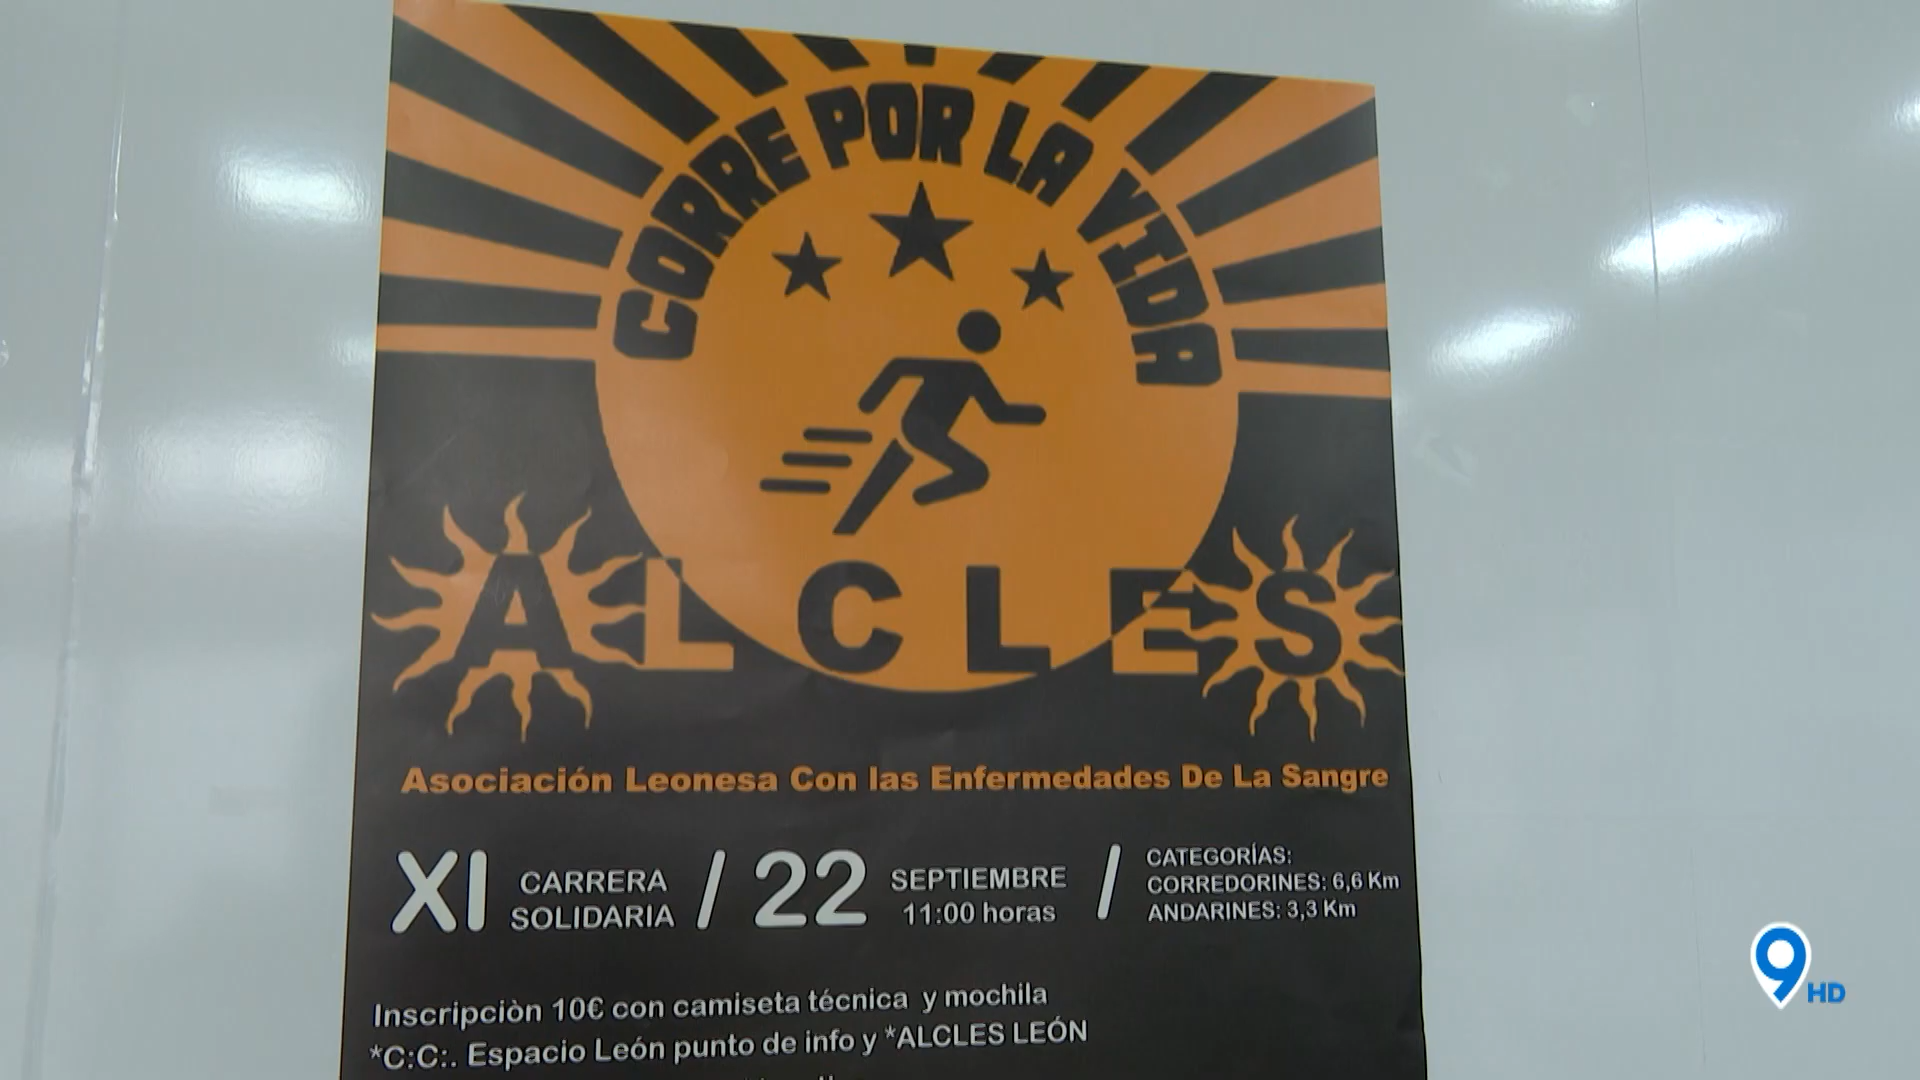 CORRE POR LA VIDA
ALCLES
Asociación Leonesa Con las Enfermedades De La Sangre
XI CARRERA SOLIDARIA / 22 SEPTIEMBRE 11:00 horas /
CATEGORÍAS:
CORREDORINES: 6,6 Km
ANDARINES: 3,3 Km
Inscripciòn 10€ con camiseta técnica y mochila
*C:C:. Espacio León punto de info y *ALCLES LEÓN
9 HD